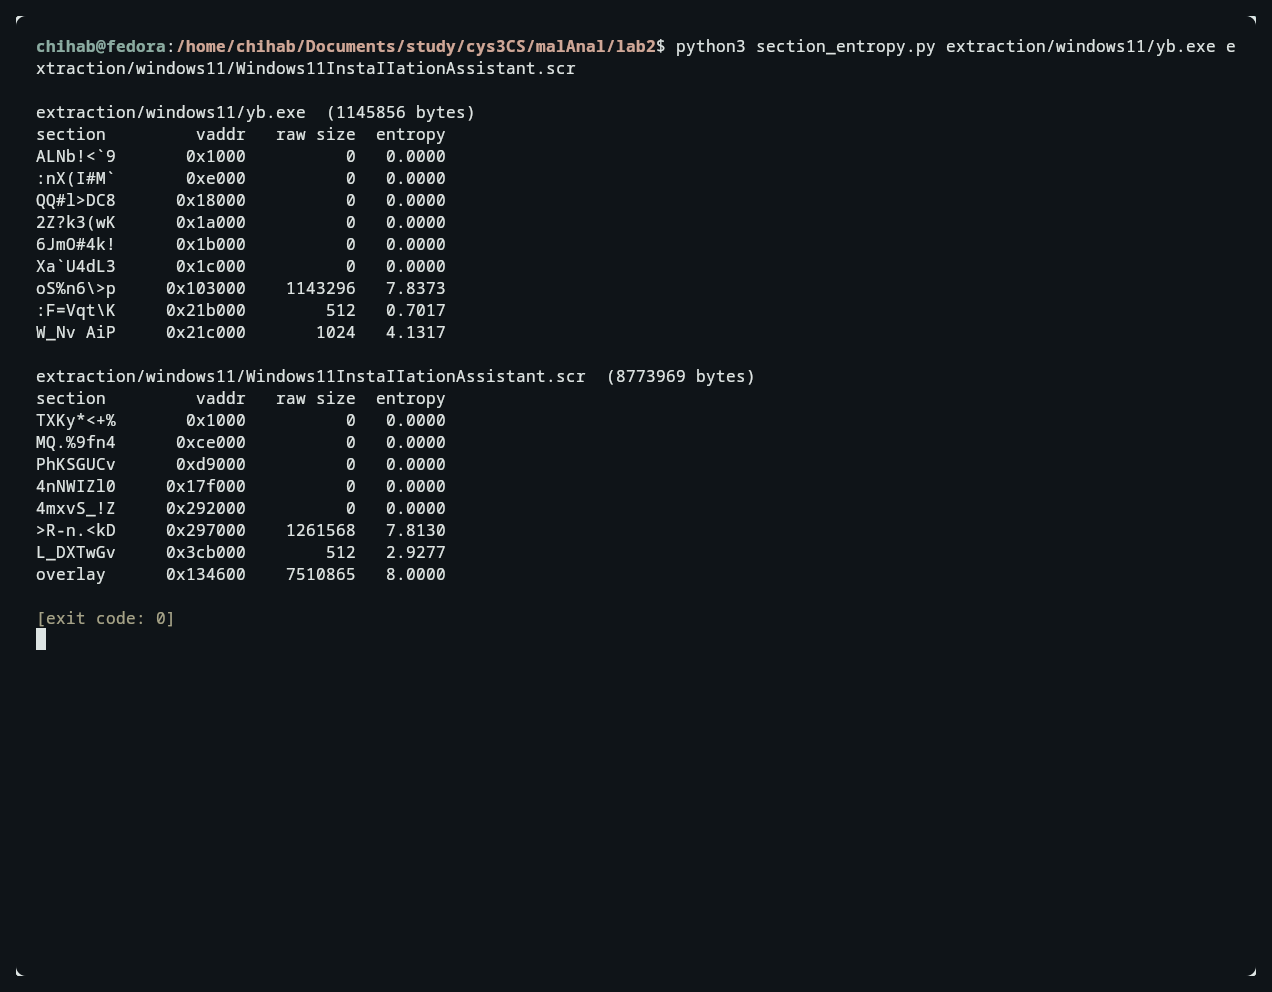 chihab@fedora:/home/chihab/Documents/study/cys3CS/malAnal/lab2$ python3 section_entropy.py extraction/windows11/yb.exe e
xtraction/windows11/Windows11InstaIIationAssistant.scr
extraction/windows11/yb.exe  (1145856 bytes)
section         vaddr   raw size  entropy
ALNb!<`9       0x1000          0   0.0000
:nX(I#M`       0xe000          0   0.0000
QQ#l>DC8      0x18000          0   0.0000
2Z?k3(wK      0x1a000          0   0.0000
6JmO#4k!      0x1b000          0   0.0000
Xa`U4dL3      0x1c000          0   0.0000
oS%n6\>p     0x103000    1143296   7.8373
:F=Vqt\K     0x21b000        512   0.7017
W_Nv AiP     0x21c000       1024   4.1317
extraction/windows11/Windows11InstaIIationAssistant.scr  (8773969 bytes)
section         vaddr   raw size  entropy
TXKy*<+%       0x1000          0   0.0000
MQ.%9fn4      0xce000          0   0.0000
PhKSGUCv      0xd9000          0   0.0000
4nNWIZl0     0x17f000          0   0.0000
4mxvS_!Z     0x292000          0   0.0000
>R-n.<kD     0x297000    1261568   7.8130
L_DXTwGv     0x3cb000        512   2.9277
overlay      0x134600    7510865   8.0000
[exit code: 0]